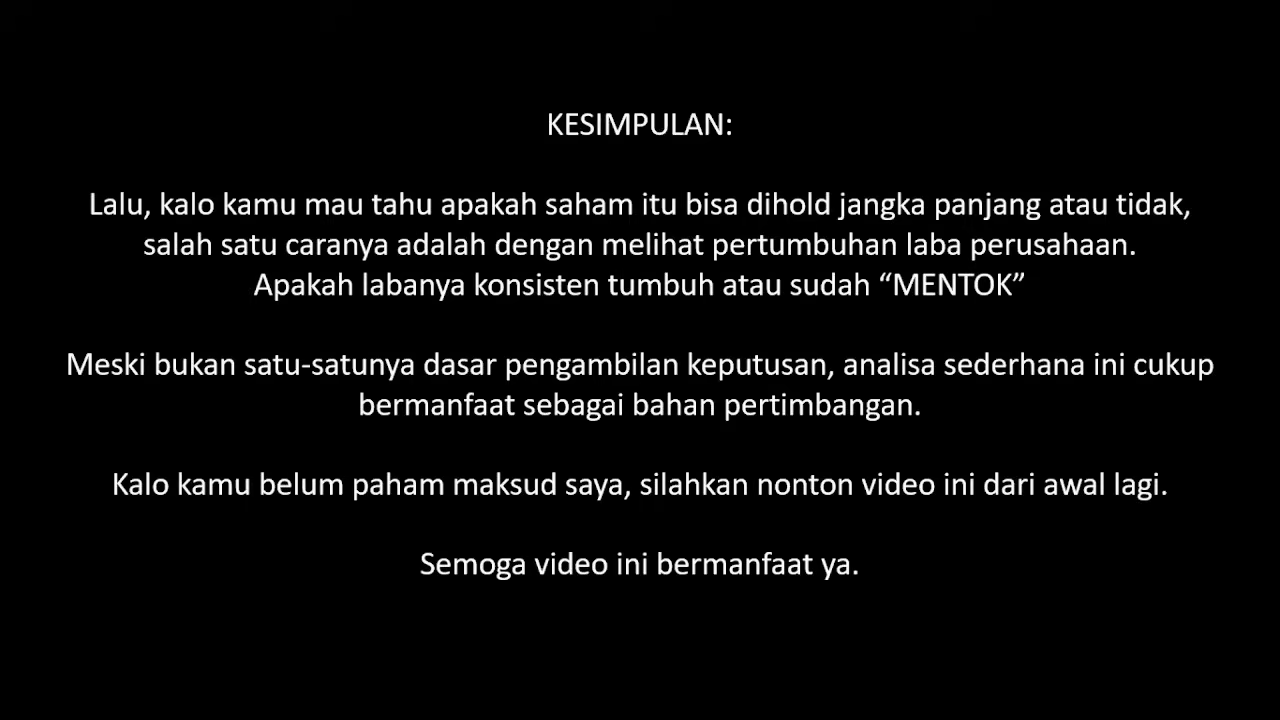 KESIMPULAN:
Lalu, kalo kamu mau tahu apakah saham itu bisa dihold jangka panjang atau tidak,
salah satu caranya adalah dengan melihat pertumbuhan laba perusahaan.
Apakah labanya konsisten tumbuh atau sudah “MENTOK”
Meski bukan satu-satunya dasar pengambilan keputusan, analisa sederhana ini cukup
bermanfaat sebagai bahan pertimbangan.
Kalo kamu belum paham maksud saya, silahkan nonton video ini dari awal lagi.
Semoga video ini bermanfaat ya.